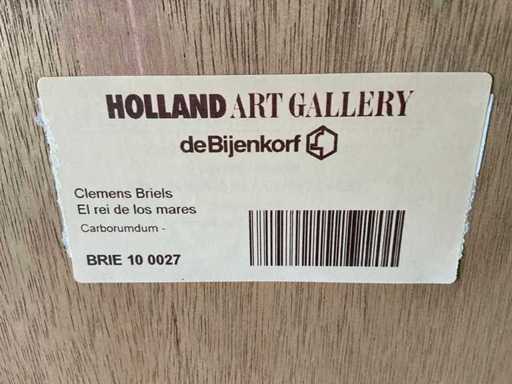 HOLLAND ART GALLERY
deBijenkorf
Clemens Briels
El rei de los mares
Carborumdum -
BRIE 10 0027